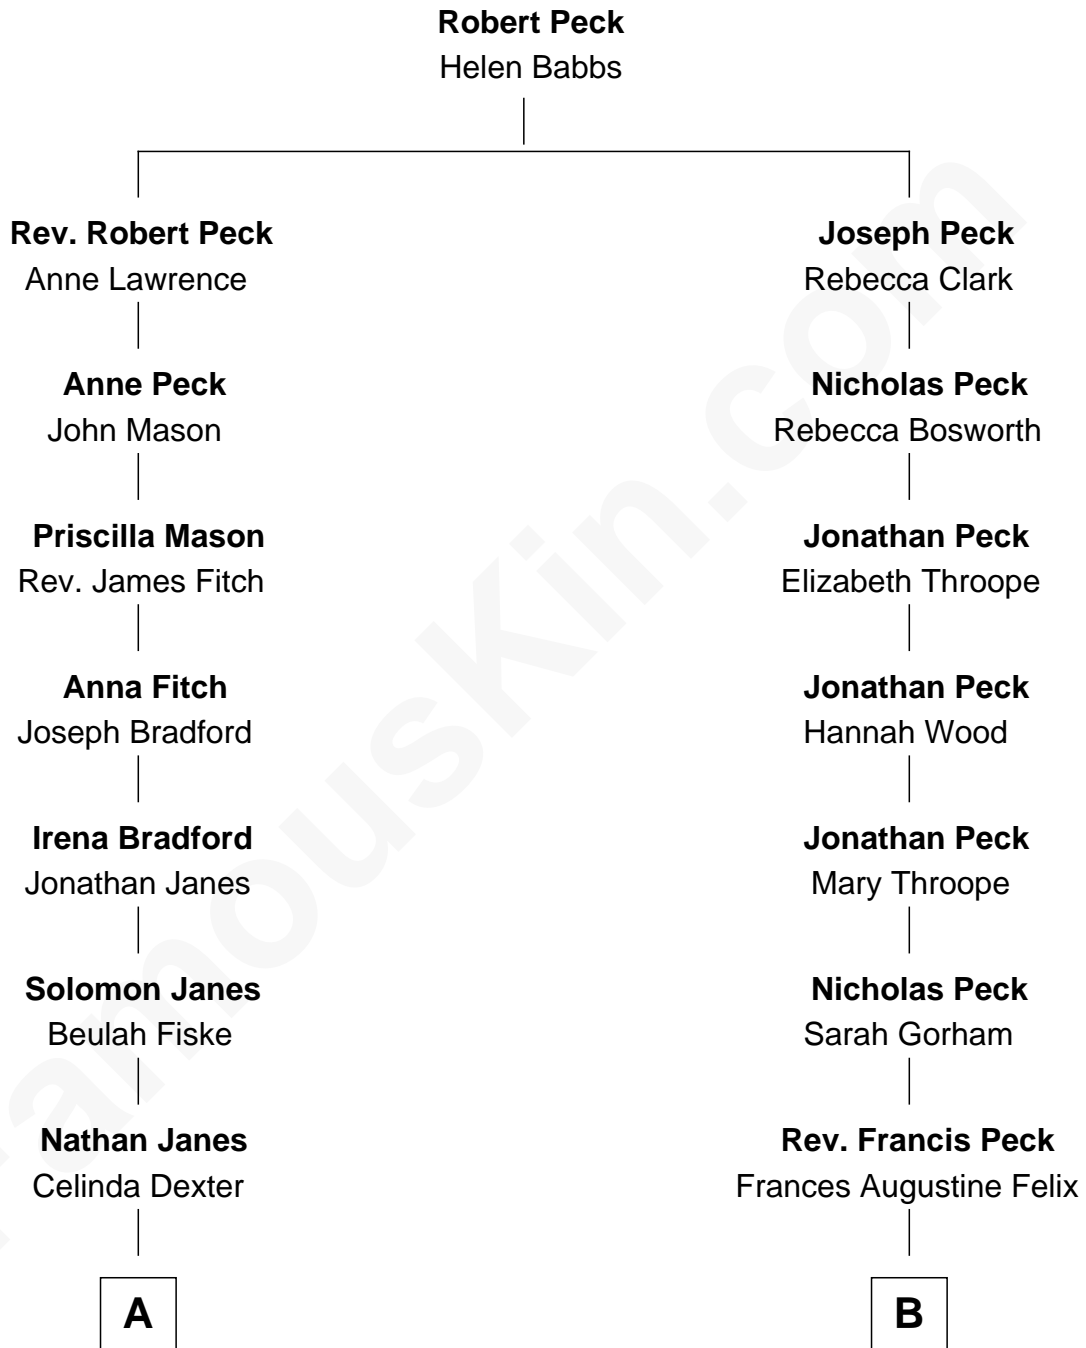 Robert Peck
Helen Babbs
Rev. Robert Peck
Anne Lawrence
Anne Peck
John Mason
Priscilla Mason
Rev. James Fitch
Anna Fitch
Joseph Bradford
Irena Bradford
Jonathan Janes
Solomon Janes
Beulah Fiske
Nathan Janes
Celinda Dexter
A
Joseph Peck
Rebecca Clark
Nicholas Peck
Rebecca Bosworth
Jonathan Peck
Elizabeth Throope
Jonathan Peck
Hannah Wood
Jonathan Peck
Mary Throope
Nicholas Peck
Sarah Gorham
Rev. Francis Peck
Frances Augustine Felix
B
FamousKin.com